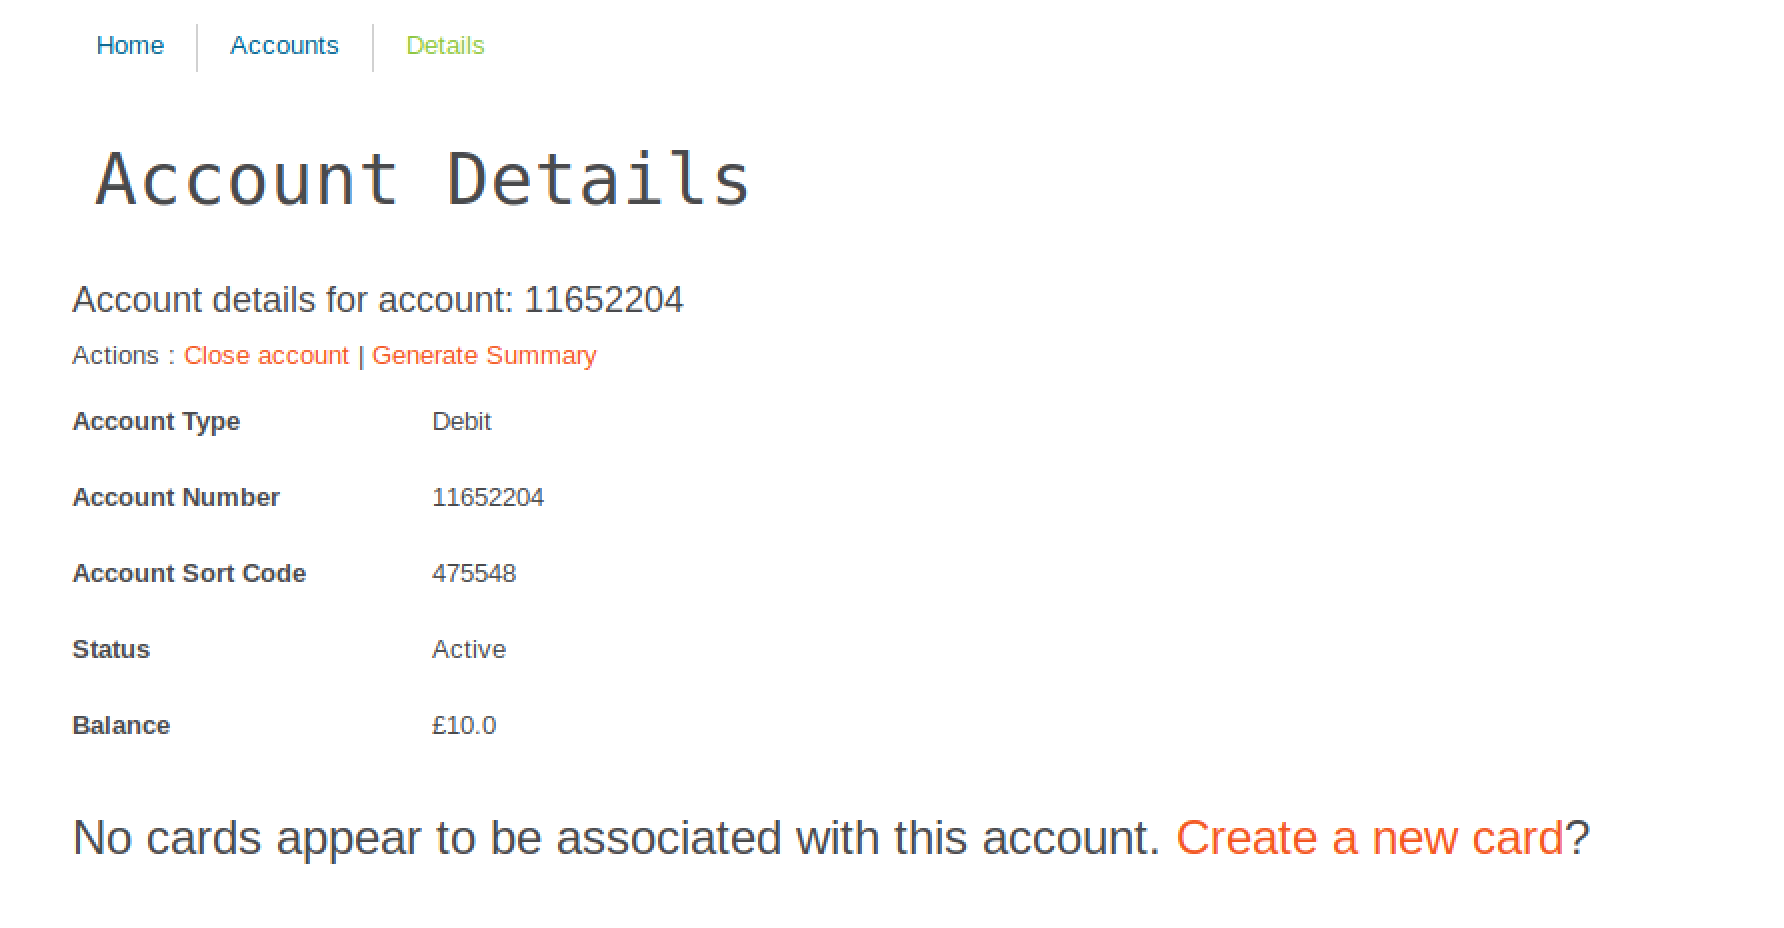 Home Accounts Details
Account Details
Account details for account: 11652204
Actions : Close account | Generate Summary
Account Type Debit
Account Number 11652204
Account Sort Code 475548
Status Active
Balance £10.0
No cards appear to be associated with this account. Create a new card?